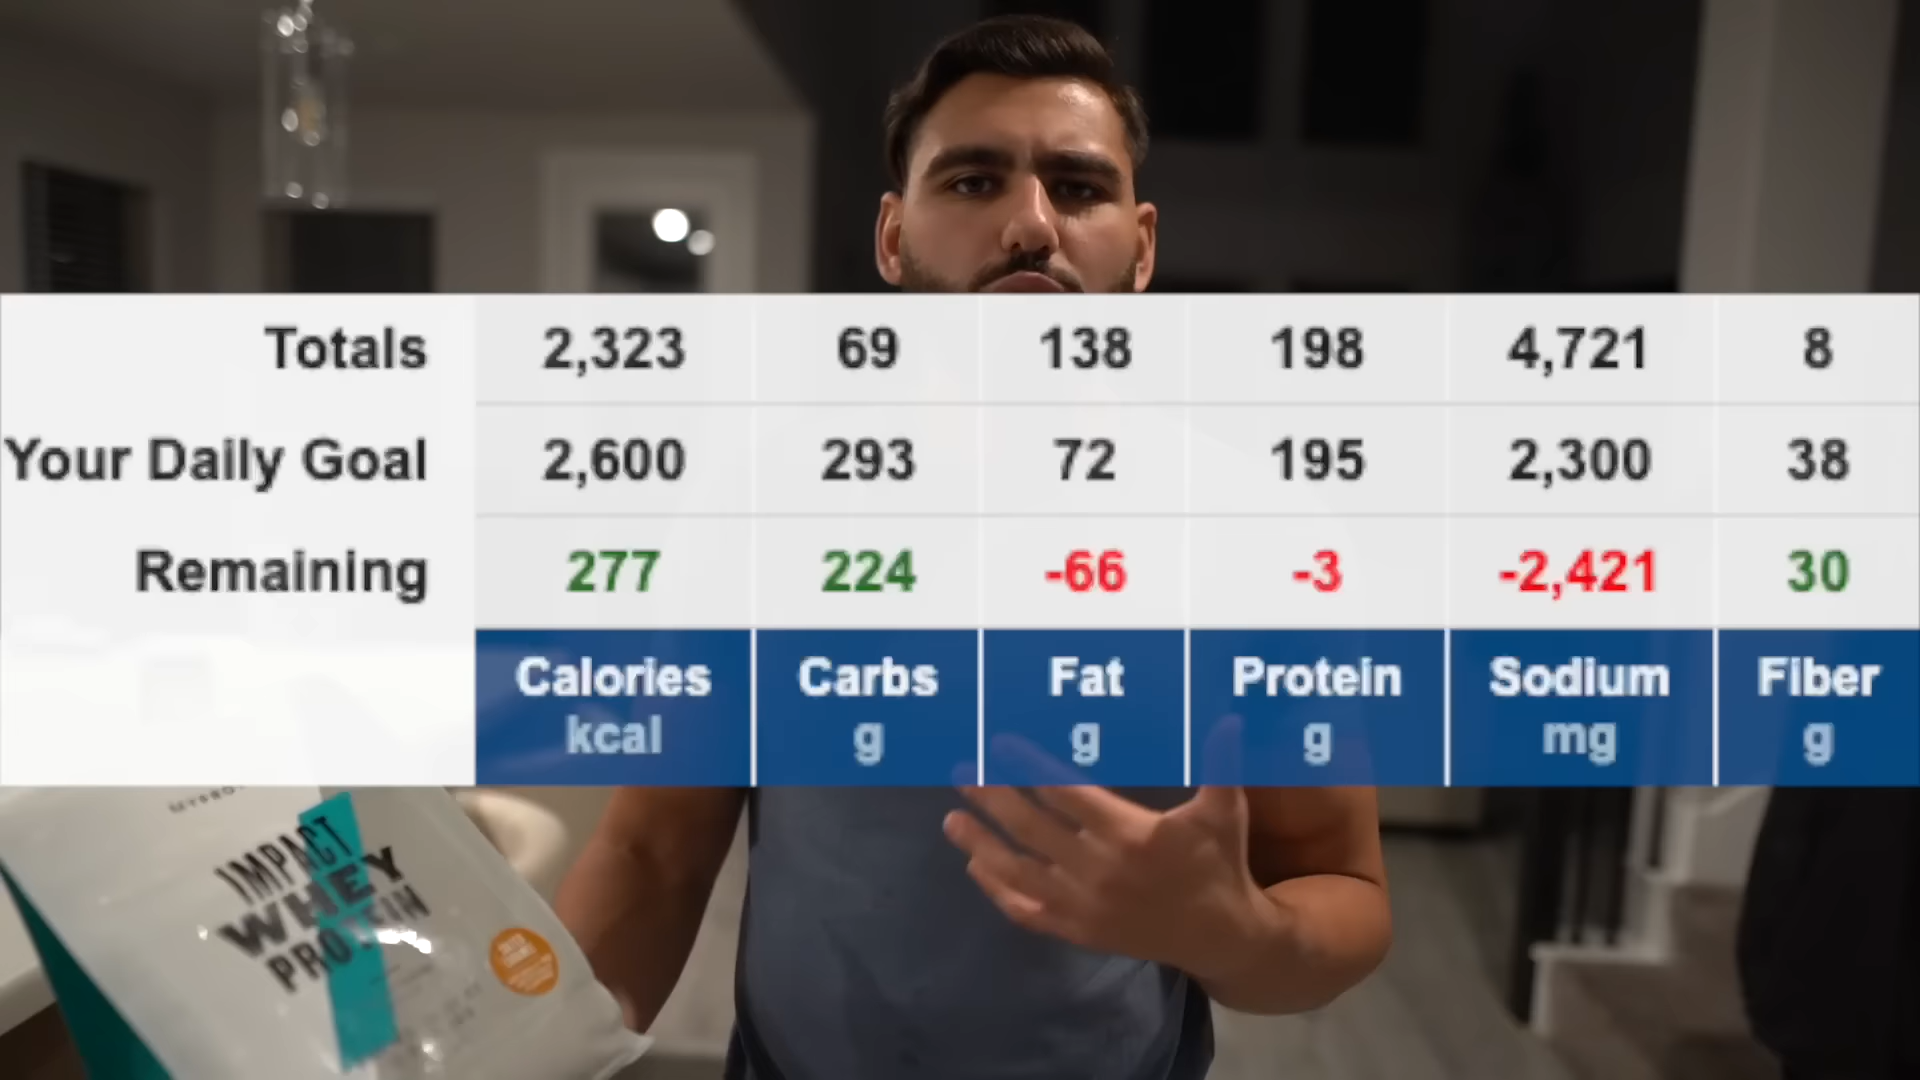 Totals 2,323 69 138 198 4,721 8
Your Daily Goal 2,600 293 72 195 2,300 38
Remaining 277 224 -66 -3 -2,421 30
Calories Carbs Fat Protein Sodium Fiber
kcal g g g mg g
IMPACT
WHEY
PROTEIN